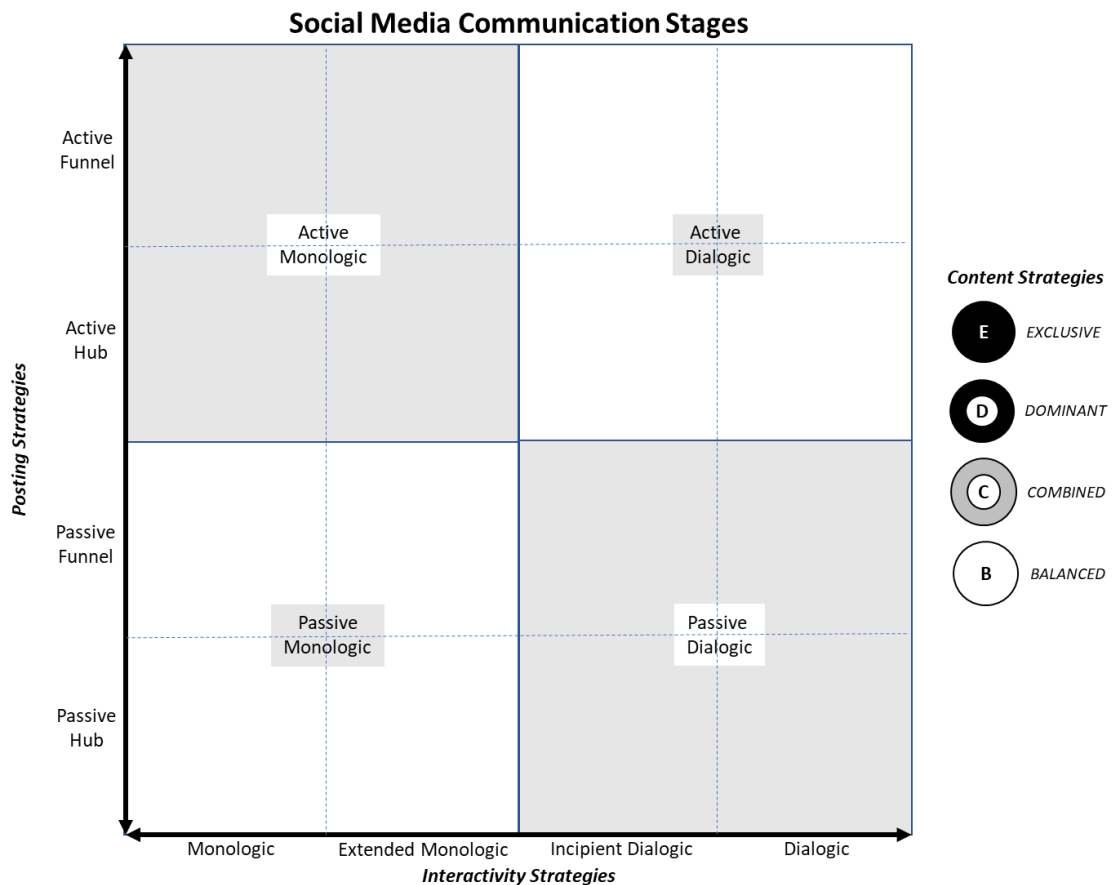 Social Media Communication Stages
Active
Funnel
Active
Monologic
Active
Dialogic
Active
Hub
Posting Strategies
Passive
Funnel
Passive
Monologic
Passive
Dialogic
Passive
Hub
Monologic
Extended Monologic
Incipient Dialogic
Dialogic
Interactivity Strategies
Content Strategies
E EXCLUSIVE
D DOMINANT
C COMBINED
B BALANCED